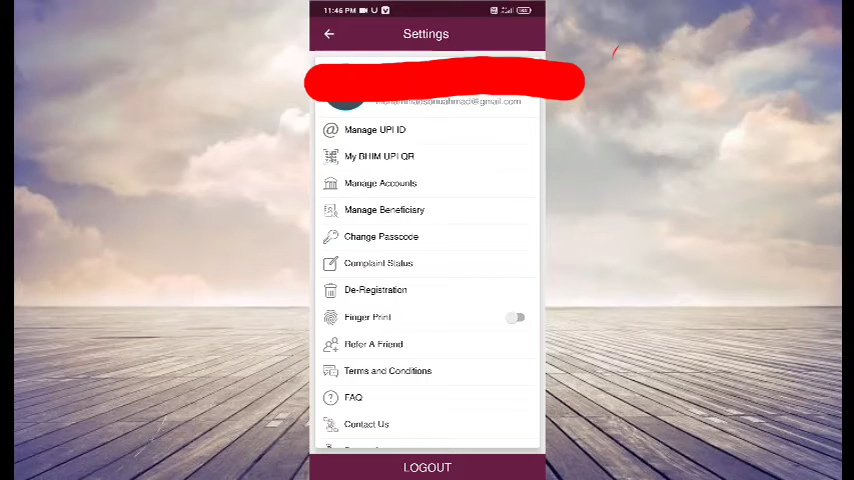 11:46 PM
Settings
Manage UPI ID
My BHIM UPI QR
Manage Accounts
Manage Beneficiary
Change Passcode
Complaint Status
De-Registration
Finger Print
Refer A Friend
Terms and Conditions
FAQ
Contact Us
LOGOUT